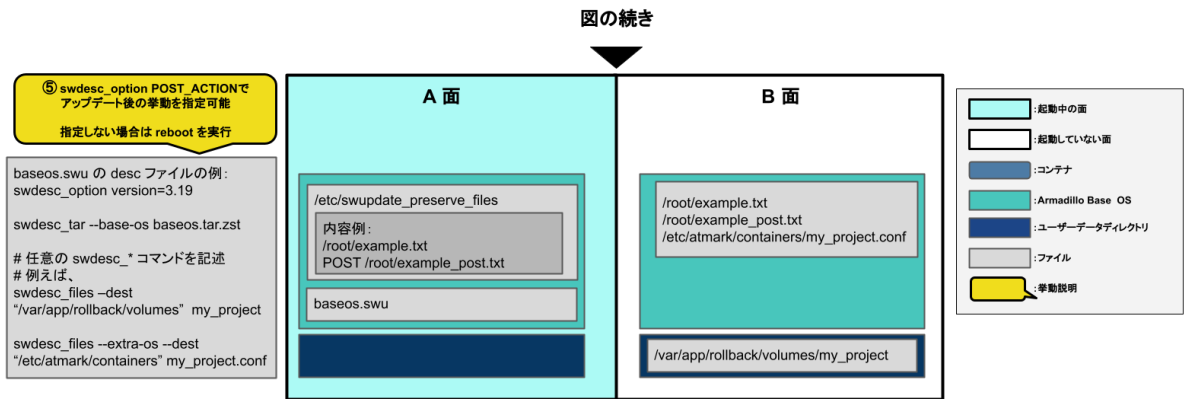 図の続き
⑤ swdesc_option POST_ACTIONで
アップデート後の挙動を指定可能
指定しない場合は reboot を実行
baseos.swu の desc ファイルの例:
swdesc_option version=3.19
swdesc_tar --base-os baseos.tar.zst
# 任意の swdesc_* コマンドを記述
# 例えば、
swdesc_files –dest
“/var/app/rollback/volumes” my_project
swdesc_files --extra-os --dest
“/etc/atmark/containers” my_project.conf
A 面
/etc/swupdate_preserve_files
内容例:
/root/example.txt
POST /root/example_post.txt
baseos.swu
B 面
/root/example.txt
/root/example_post.txt
/etc/atmark/containers/my_project.conf
/var/app/rollback/volumes/my_project
:起動中の面
:起動していない面
:コンテナ
:Armadillo Base OS
:ユーザーデータディレクトリ
:ファイル
:挙動説明